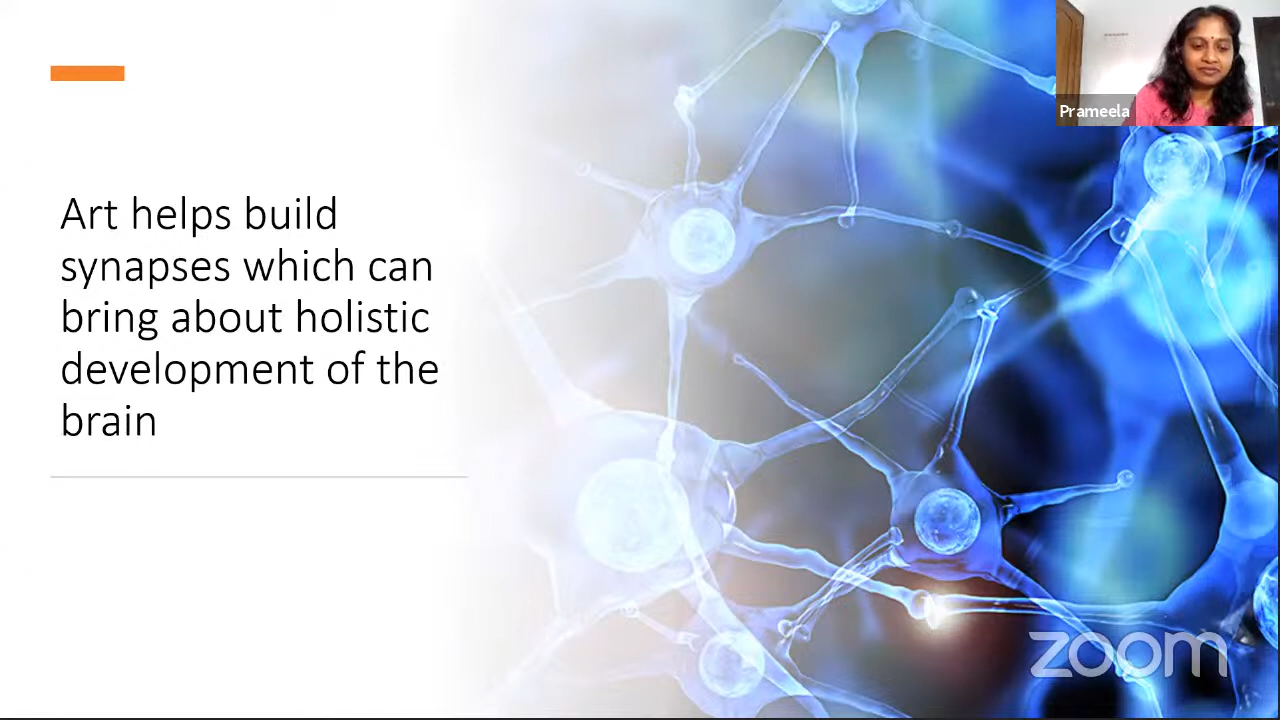 Prameela
Art helps build
synapses which can
bring about holistic
development of the
brain
zoom